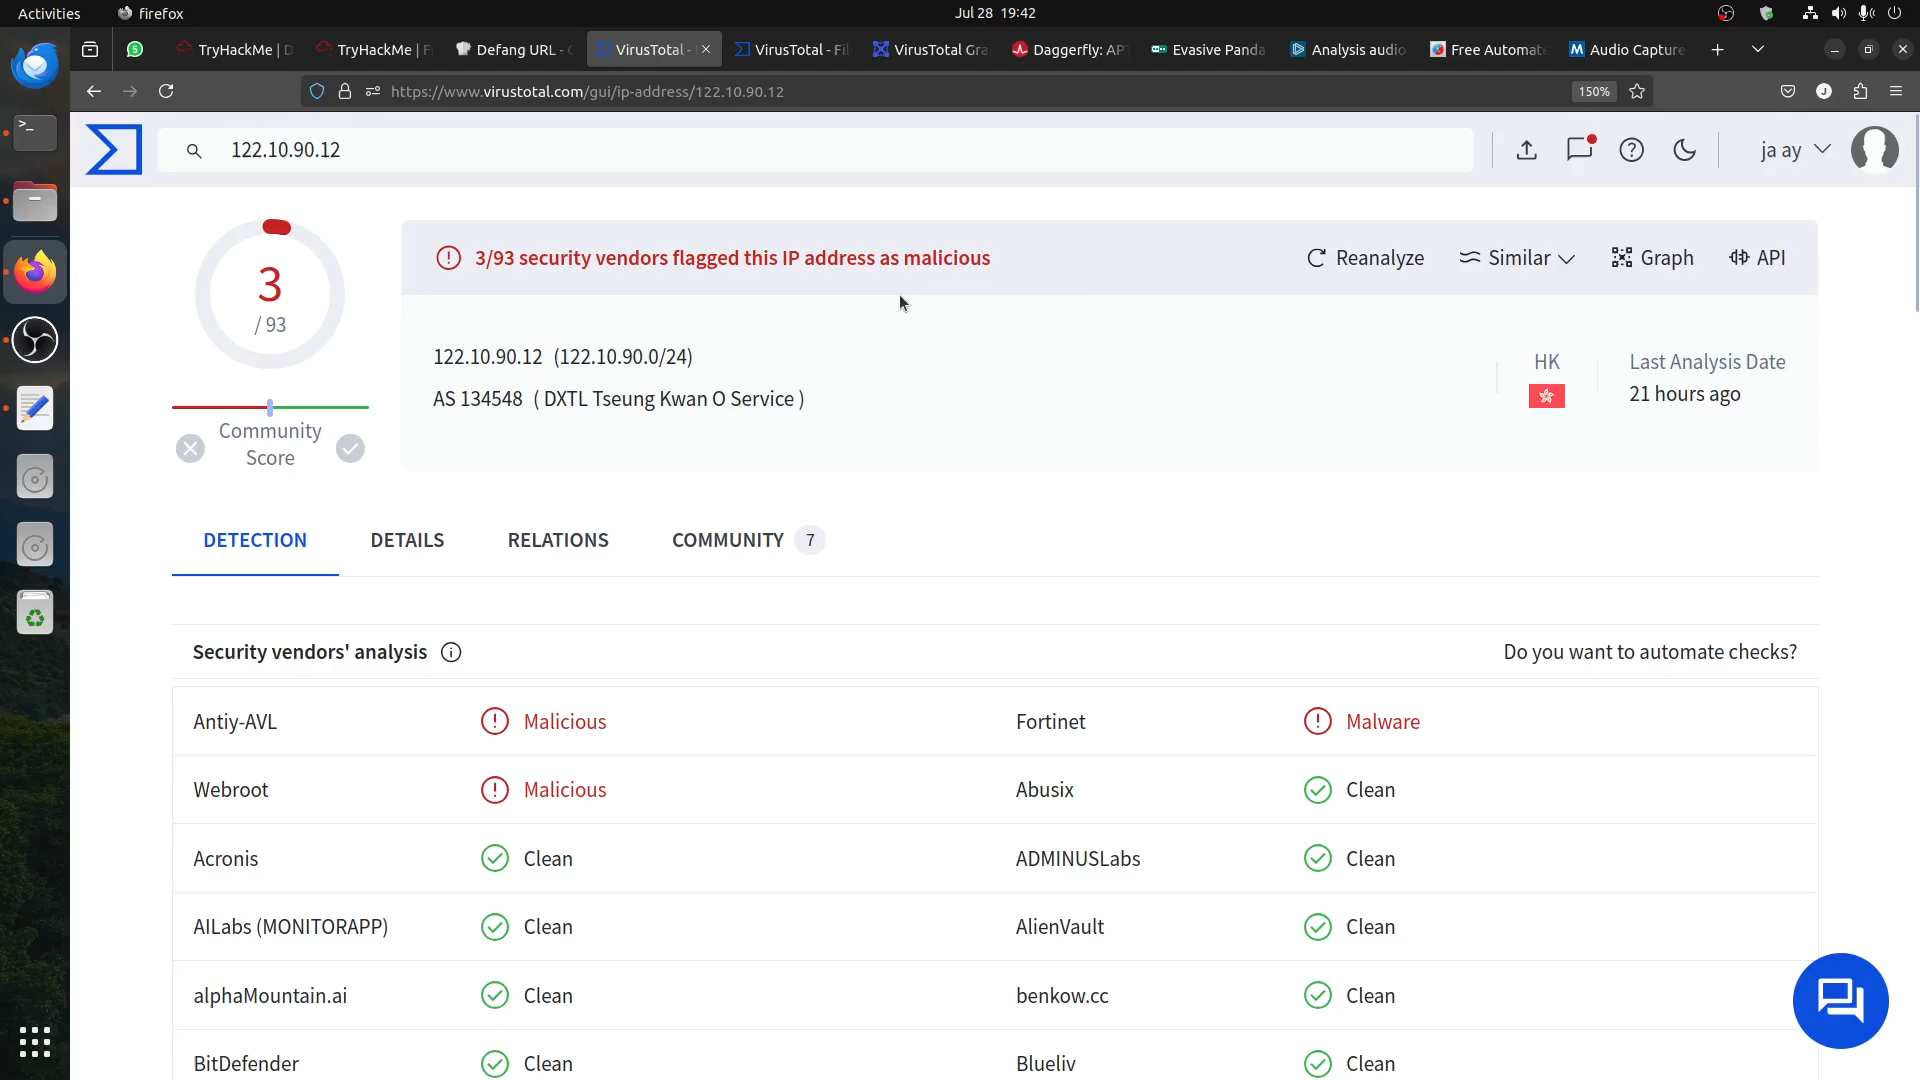 Activities
firefox
Jul 28 19:42
TryHackMe | D
TryHackMe | F
Defang URL - C
VirusTotal -
VirusTotal - Fil
VirusTotal Gra
Daggerfly: APT
Evasive Panda
Analysis audio
Free Automate
Audio Capture
https://www.virustotal.com/gui/ip-address/122.10.90.12
150%
J
122.10.90.12
ja ay
3
/ 93
Community
Score
3/93 security vendors flagged this IP address as malicious
Reanalyze
Similar
Graph
API
122.10.90.12 (122.10.90.0/24)
AS 134548 ( DXTL Tseung Kwan O Service )
HK
Last Analysis Date
21 hours ago
DETECTION
DETAILS
RELATIONS
COMMUNITY 7
Security vendors' analysis
Do you want to automate checks?
Antiy-AVL Malicious Fortinet Malware
Webroot Malicious Abusix Clean
Acronis Clean ADMINUSLabs Clean
AILabs (MONITORAPP) Clean AlienVault Clean
alphaMountain.ai Clean benkow.cc Clean
BitDefender Clean Blueliv Clean